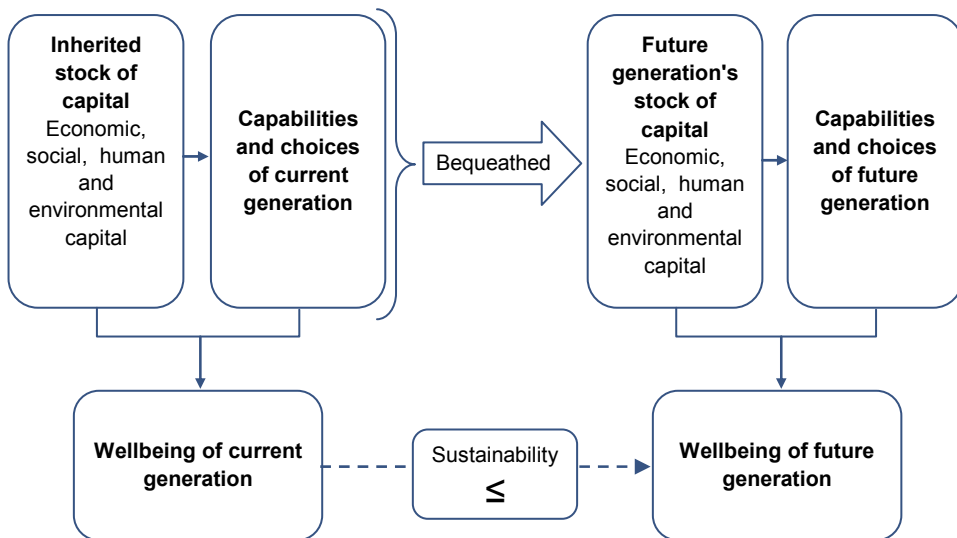 Inherited
stock of
capital
Economic,
social, human
and
environmental
capital
Capabilities
and choices
of current
generation
Bequeathed
Future
generation's
stock of
capital
Economic,
social, human
and
environmental
capital
Capabilities
and choices
of future
generation
Wellbeing of current
generation
Sustainability
≤
Wellbeing of future
generation